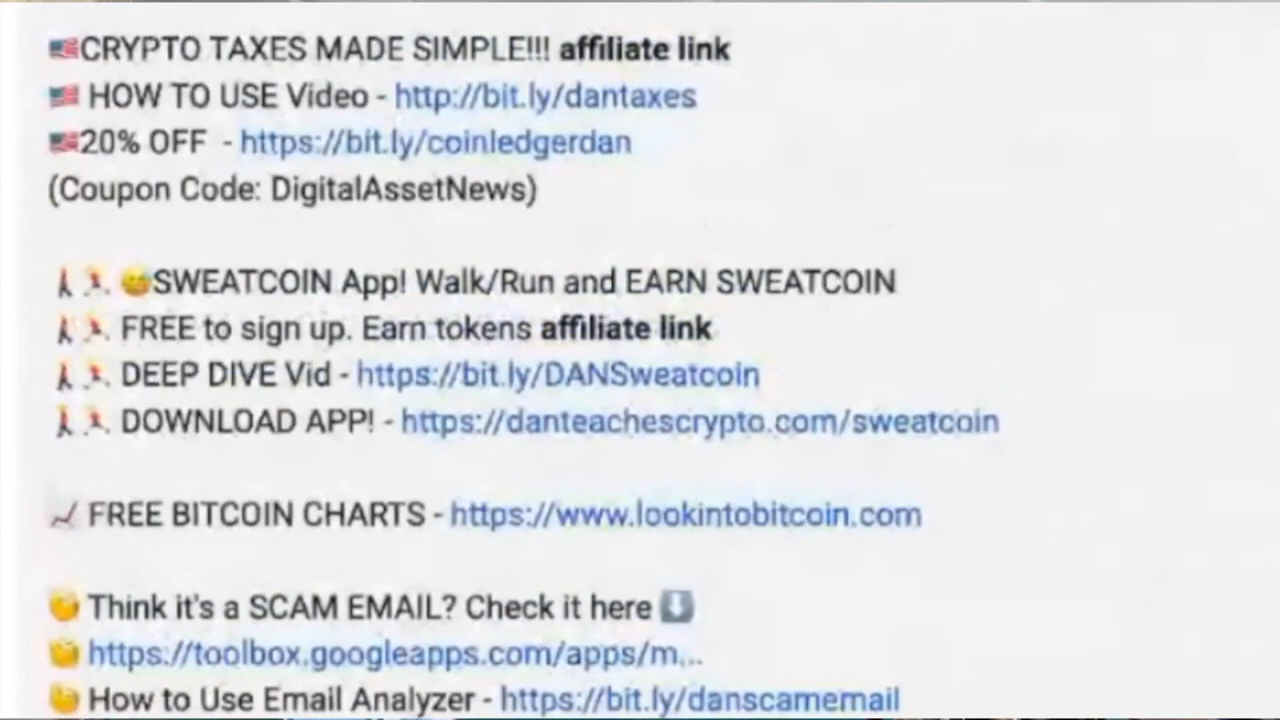 🇺🇸CRYPTO TAXES MADE SIMPLE!!! affiliate link
🇺🇸 HOW TO USE Video - http://bit.ly/dantaxes
🇺🇸20% OFF - https://bit.ly/coinledgerdan
(Coupon Code: DigitalAssetNews)
🚶🏃 😅SWEATCOIN App! Walk/Run and EARN SWEATCOIN
🚶🏃 FREE to sign up. Earn tokens affiliate link
🚶🏃 DEEP DIVE Vid - https://bit.ly/DANSweatcoin
🚶🏃 DOWNLOAD APP! - https://danteachescrypto.com/sweatcoin
📈 FREE BITCOIN CHARTS - https://www.lookintobitcoin.com
🧐 Think it's a SCAM EMAIL? Check it here ⬇️
🧐 https://toolbox.googleapps.com/apps/m...
🧐 How to Use Email Analyzer - https://bit.ly/danscamemail